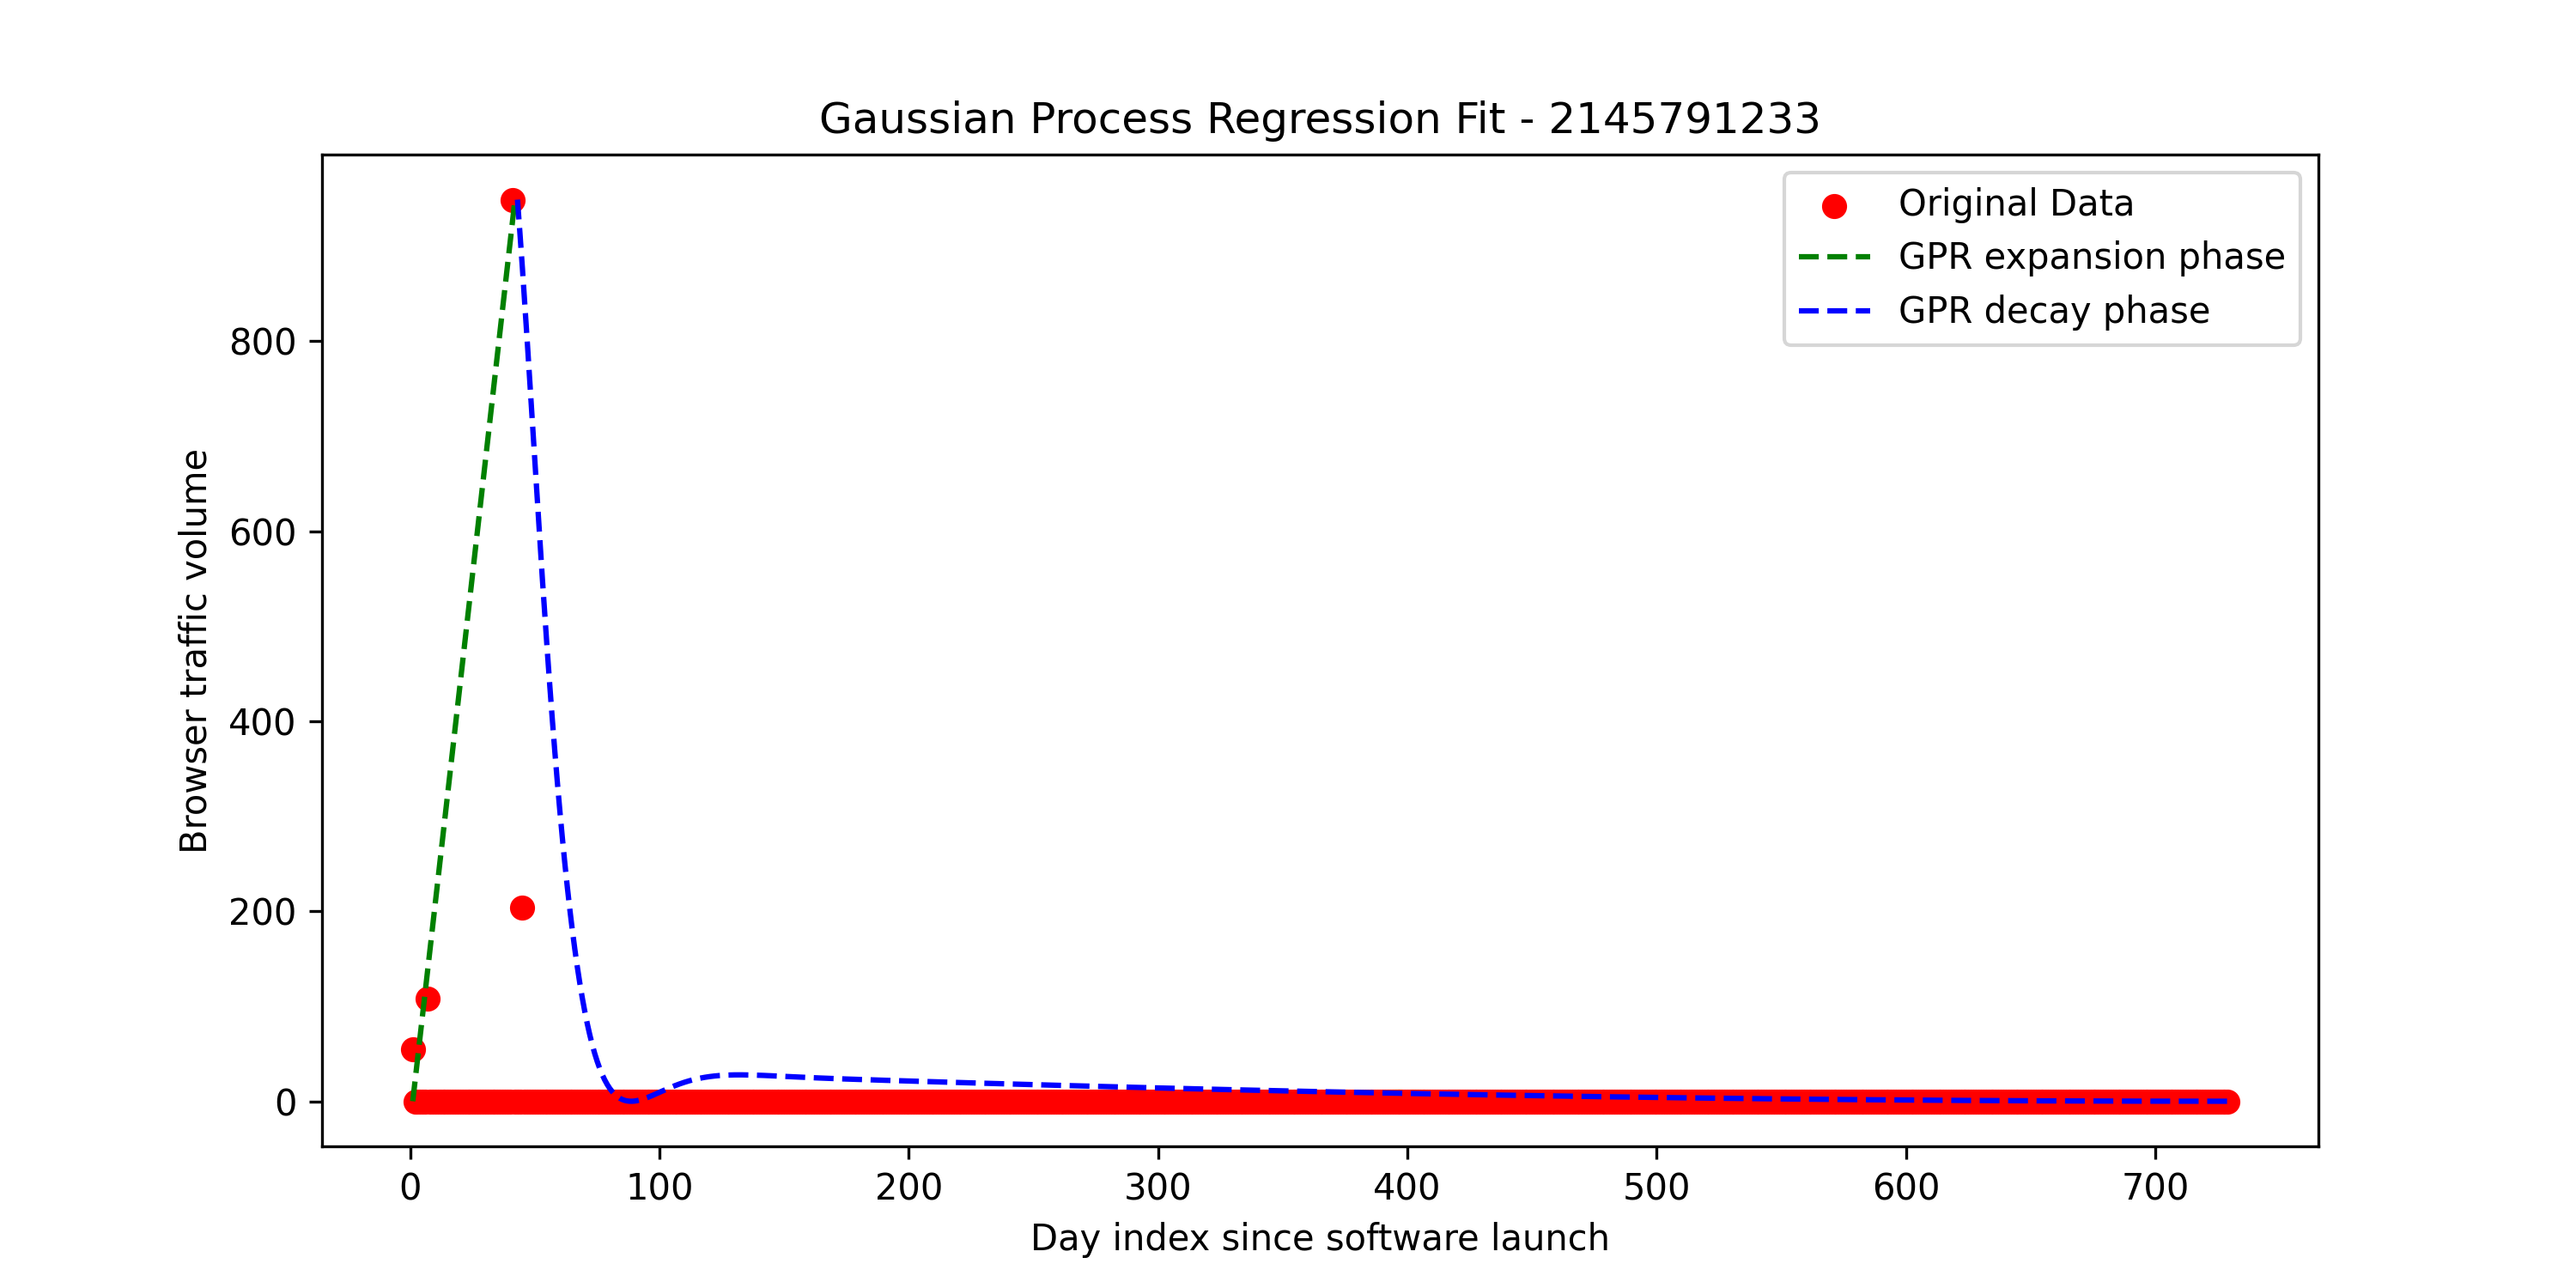 Gaussian Process Regression Fit - 2145791233
Original Data
GPR expansion phase
GPR decay phase
Browser traffic volume
800
600
400
200
0
0 100 200 300 400 500 600 700
Day index since software launch